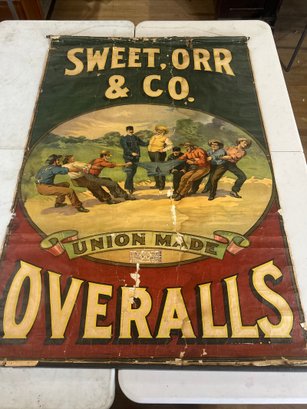 SWEET, ORR
& CO.
UNION MADE
OVERALLS